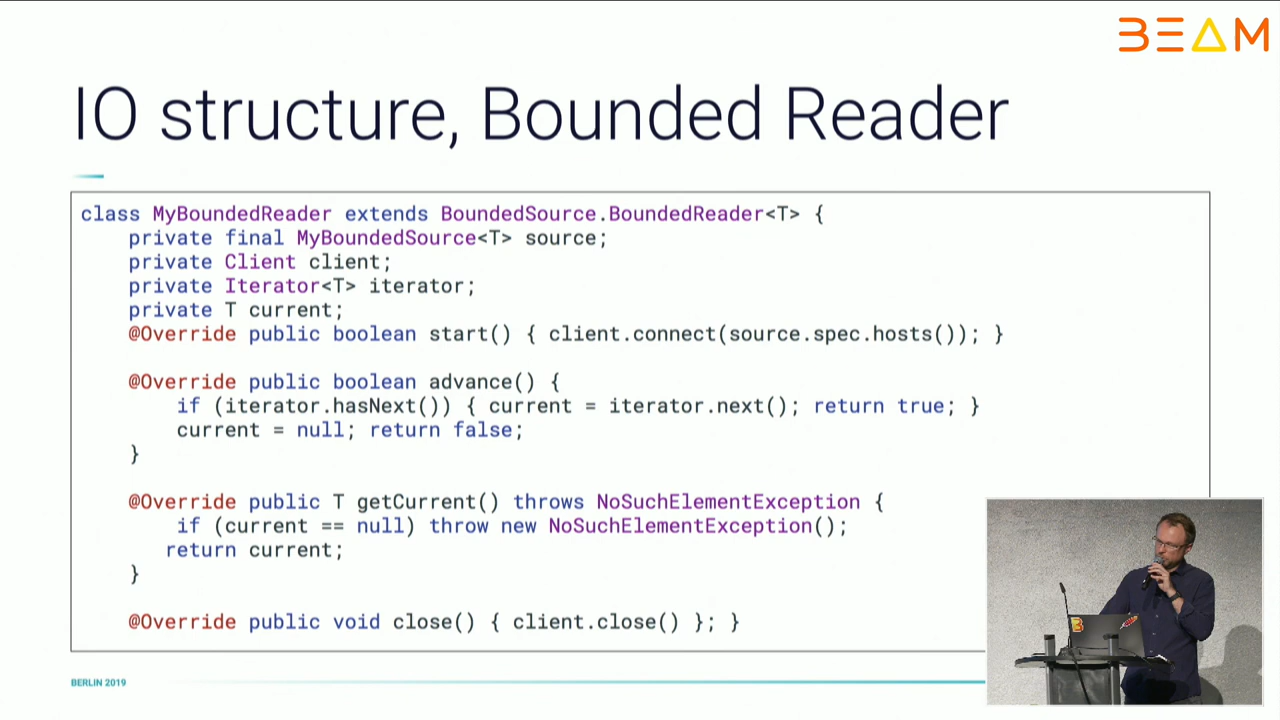 BEAM
IO structure, Bounded Reader
class MyBoundedReader extends BoundedSource.BoundedReader<T> {
    private final MyBoundedSource<T> source;
    private Client client;
    private Iterator<T> iterator;
    private T current;
    @Override public boolean start() { client.connect(source.spec.hosts()); }
    @Override public boolean advance() {
        if (iterator.hasNext()) { current = iterator.next(); return true; }
        current = null; return false;
    }
    @Override public T getCurrent() throws NoSuchElementException {
        if (current == null) throw new NoSuchElementException();
       return current;
    }
    @Override public void close() { client.close() }; }
BERLIN 2019